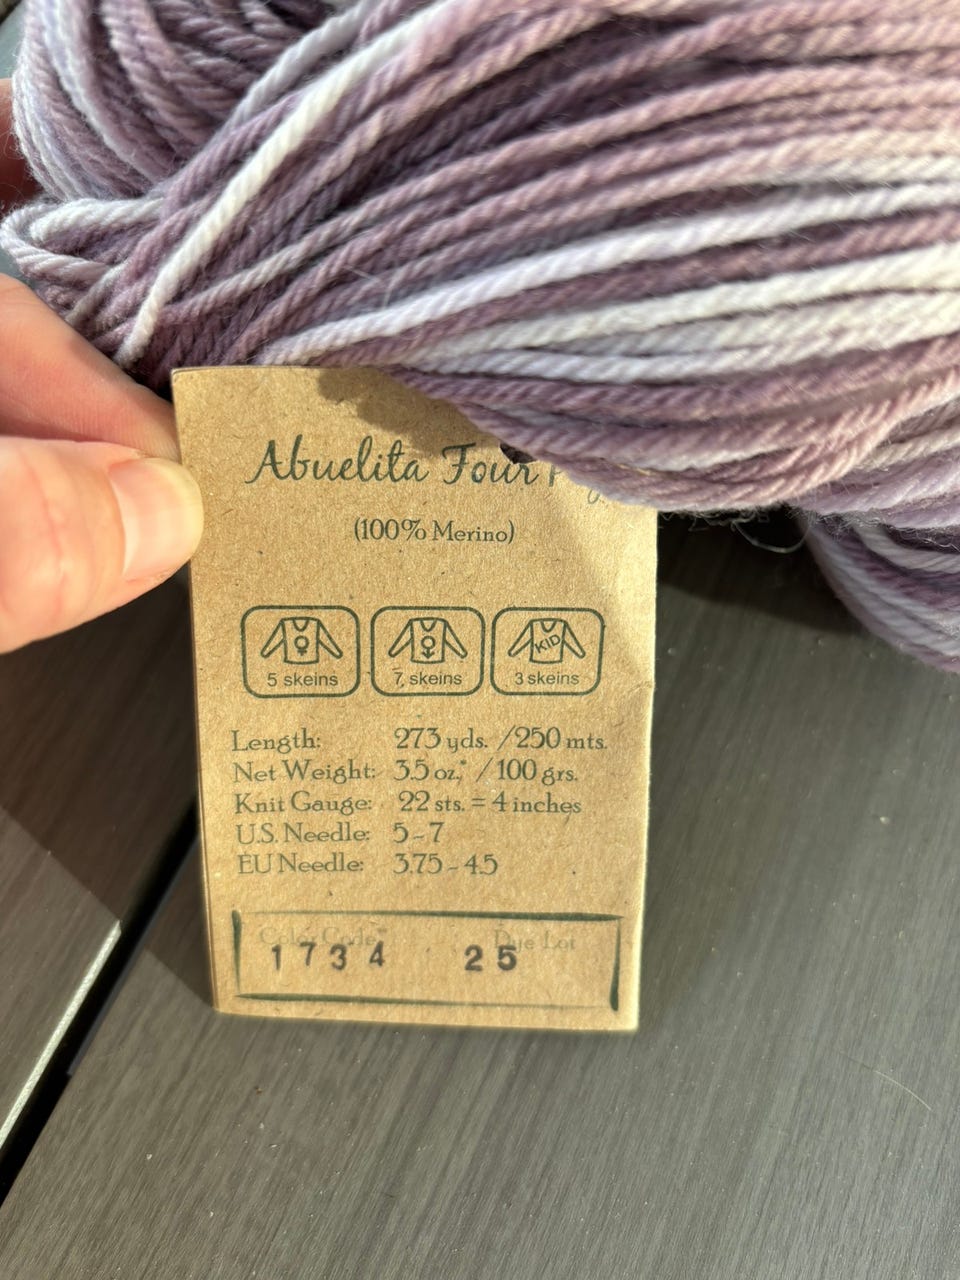 Abuelita Four
(100% Merino)
5 skeins
7 skeins
KID
3 skeins
Length: 273 yds. /250 mts.
Net Weight: 3.5 oz. / 100 grs.
Knit Gauge: 22 sts. = 4 inches
U.S. Needle: 5-7
EU Needle: 3.75-4.5
Color Code Dye Lot
1734 25